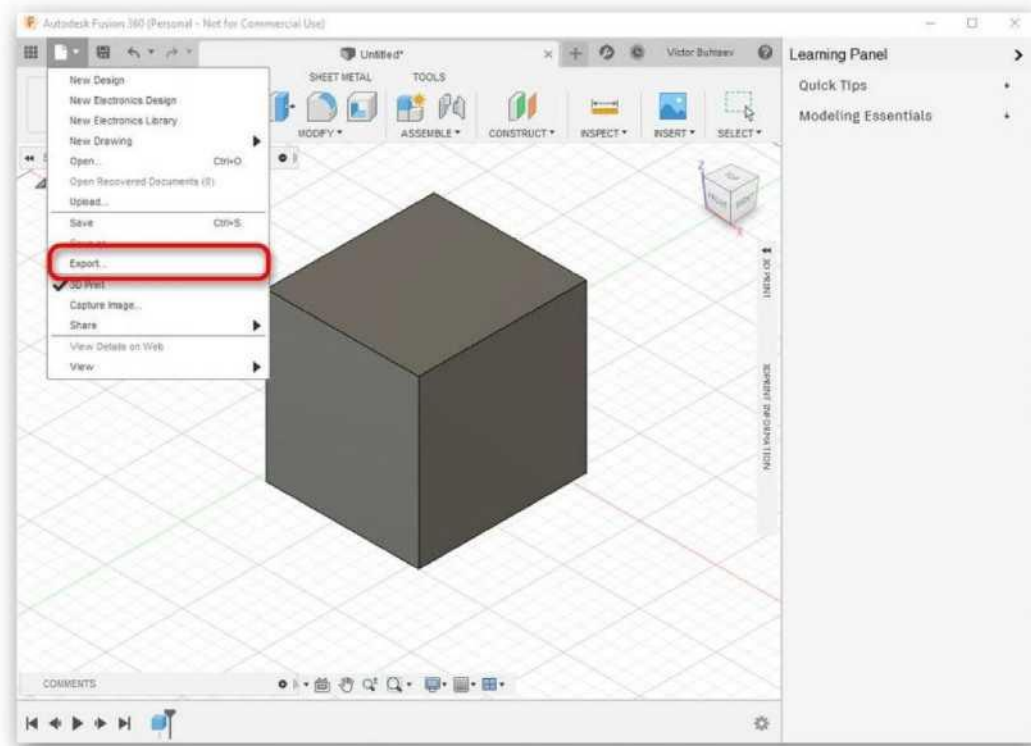 Autodesk Fusion 360 (Personal - Not for Commercial Use)
Untitled*
Victor Buhteev
Learning Panel
Quick Tips
Modeling Essentials
SHEET METAL TOOLS
MODIFY ASSEMBLE CONSTRUCT INSPECT INSERT SELECT
New Design
New Electronics Design
New Electronics Library
New Drawing
Open... Ctrl+O
Open Recovered Documents (0)
Upload...
Save Ctrl+S
Export...
3D Print
Capture Image...
Share
View Details on Web
View
Z
TOP
X
3D PRINT
3DPRINT INFORMATION
COMMENTS